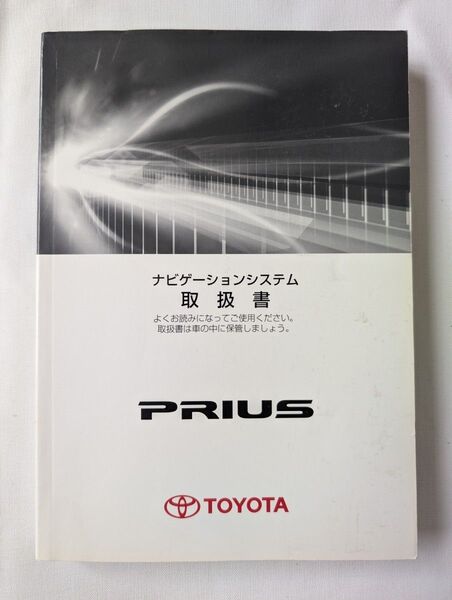 ナビゲーションシステム
取扱書
よくお読みになってご使用ください。
取扱書は車の中に保管しましょう。
PRIUS
TOYOTA